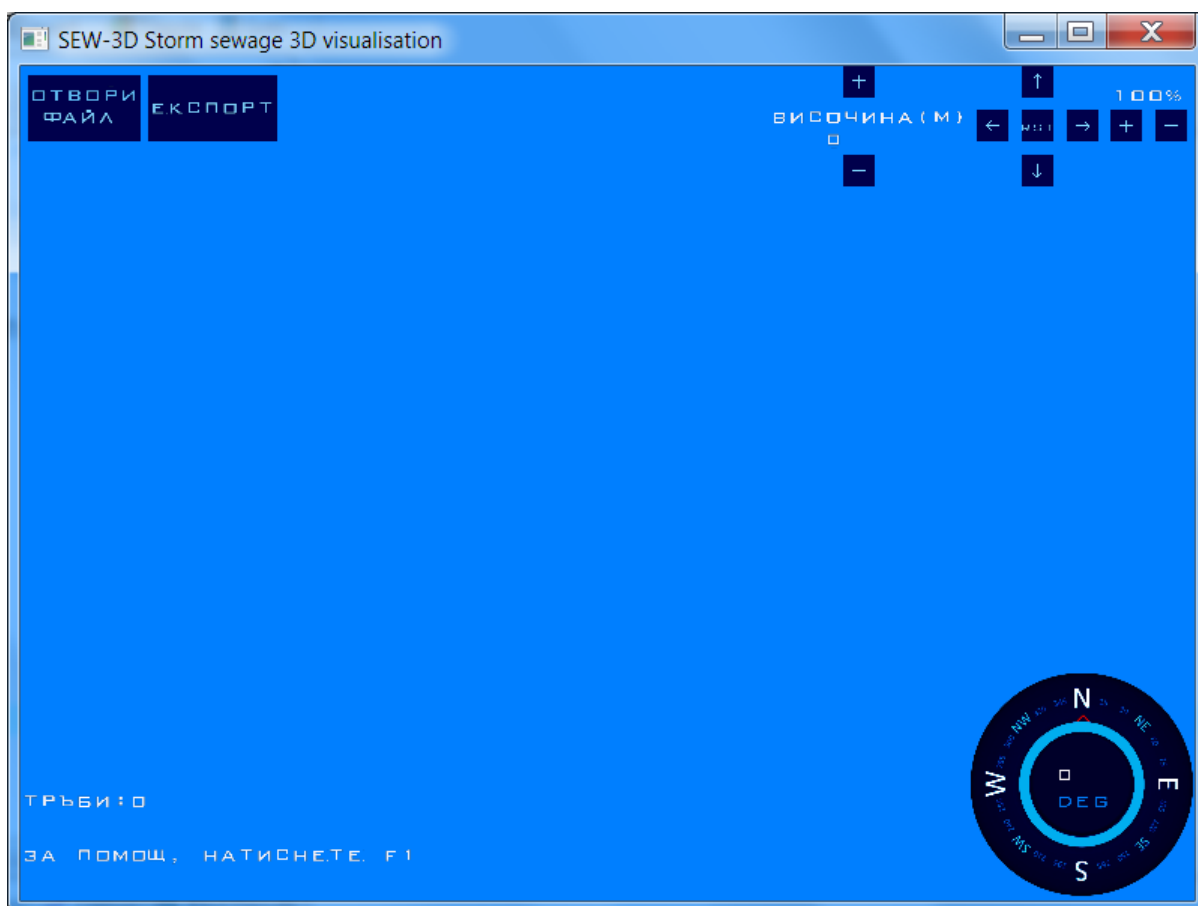 SEW-3D Storm sewage 3D visualisation
ОТВОРИ
ФАЙЛ
ЕКСПОРТ
+
ВИСОЧИНА(М)
0
−
↑
← RST →
↓
100%
+ −
N
NE
E
SE
S
SW
W
NW
0
DEG
ТРЪБИ:0
ЗА ПОМОЩ, НАТИСНЕТЕ F1